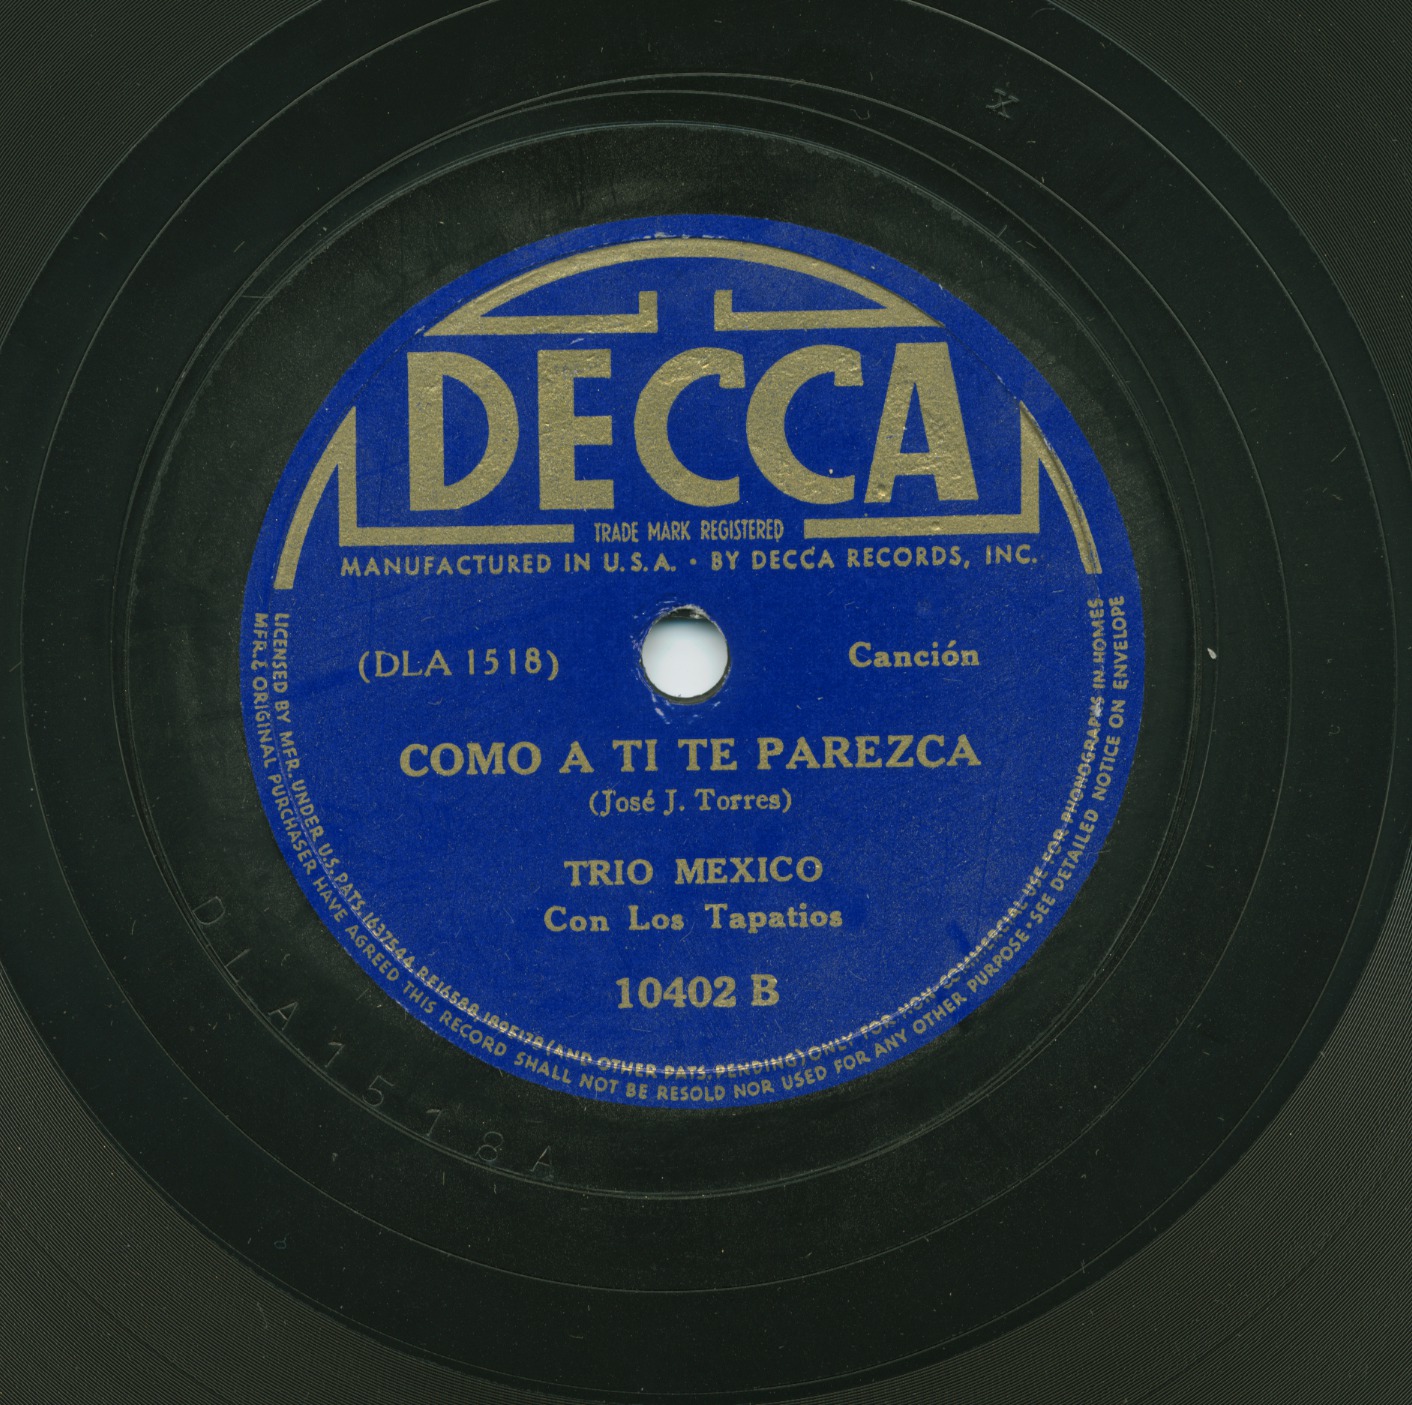 DECCA
TRADE MARK REGISTERED
MANUFACTURED IN U.S.A. • BY DECCA RECORDS, INC.
(DLA 1518)
Canción
COMO A TI TE PAREZCA
(José J. Torres)
TRIO MEXICO
Con Los Tapatios
10402 B
LICENSED BY MFR. UNDER U.S. PATS. 1637544, RE16588, 1895178 (AND OTHER PATS. PENDING) ONLY FOR NON-COMMERCIAL USE FOR PHONOGRAPHS IN HOMES
MFR. & ORIGINAL PURCHASER HAVE AGREED THIS RECORD SHALL NOT BE RESOLD NOR USED FOR ANY OTHER PURPOSE • SEE DETAILED NOTICE ON ENVELOPE
DLA1518A
X